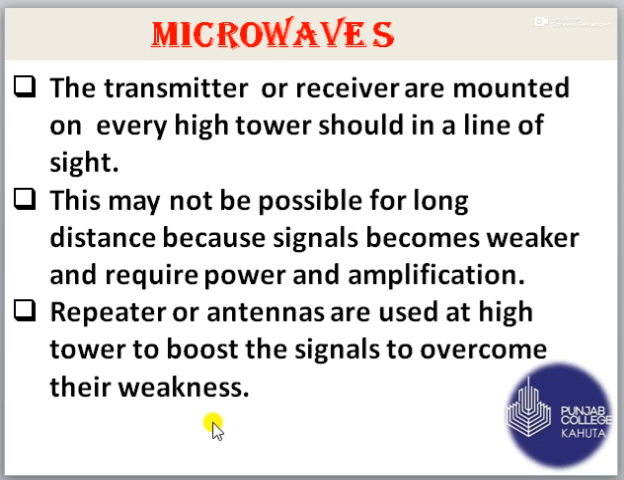 MICROWAVES
❑ The transmitter or receiver are mounted
on every high tower should in a line of
sight.
❑ This may not be possible for long
distance because signals becomes weaker
and require power and amplification.
❑ Repeater or antennas are used at high
tower to boost the signals to overcome
their weakness.
PUNJAB
COLLEGE
KAHUTA